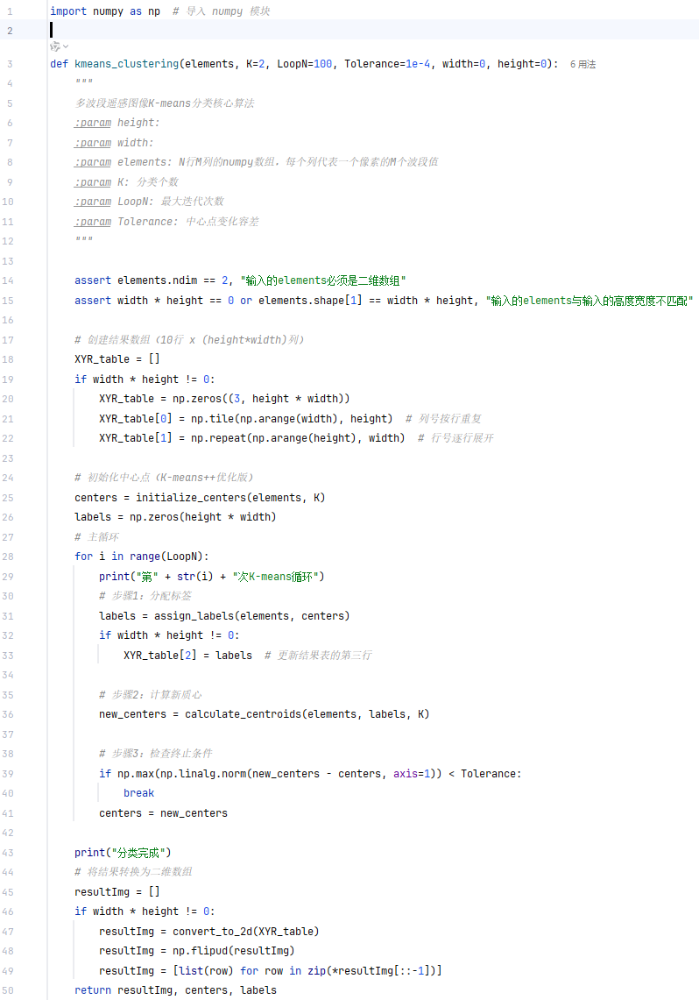 1 import numpy as np  # 导入 numpy 模块
2
3 def kmeans_clustering(elements, K=2, LoopN=100, Tolerance=1e-4, width=0, height=0): 6 用法
4     """
5     多波段遥感图像K-means分类核心算法
6     :param height:
7     :param width:
8     :param elements: N行M列的numpy数组，每个列代表一个像素的M个波段值
9     :param K: 分类个数
10     :param LoopN: 最大迭代次数
11     :param Tolerance: 中心点变化容差
12     """
13
14     assert elements.ndim == 2, "输入的elements必须是二维数组"
15     assert width * height == 0 or elements.shape[1] == width * height, "输入的elements与输入的高度宽度不匹配"
16
17     # 创建结果数组（10行 x (height*width)列）
18     XYR_table = []
19     if width * height != 0:
20         XYR_table = np.zeros((3, height * width))
21         XYR_table[0] = np.tile(np.arange(width), height)  # 列号按行重复
22         XYR_table[1] = np.repeat(np.arange(height), width)  # 行号逐行展开
23
24     # 初始化中心点（K-means++优化版）
25     centers = initialize_centers(elements, K)
26     labels = np.zeros(height * width)
27     # 主循环
28     for i in range(LoopN):
29         print("第" + str(i) + "次K-means循环")
30         # 步骤1：分配标签
31         labels = assign_labels(elements, centers)
32         if width * height != 0:
33             XYR_table[2] = labels  # 更新结果表的第三行
34
35         # 步骤2：计算新质心
36         new_centers = calculate_centroids(elements, labels, K)
37
38         # 步骤3：检查终止条件
39         if np.max(np.linalg.norm(new_centers - centers, axis=1)) < Tolerance:
40             break
41         centers = new_centers
42
43     print("分类完成")
44     # 将结果转换为二维数组
45     resultImg = []
46     if width * height != 0:
47         resultImg = convert_to_2d(XYR_table)
48         resultImg = np.flipud(resultImg)
49         resultImg = [list(row) for row in zip(*resultImg[::-1])]
50     return resultImg, centers, labels